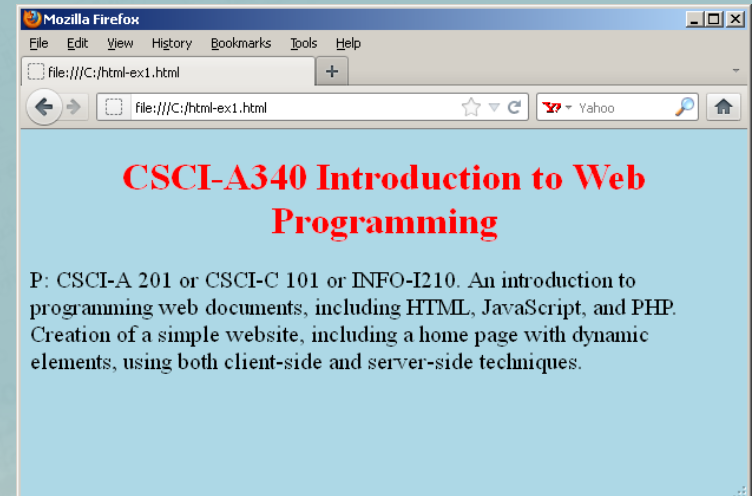 Mozilla Firefox
File Edit View History Bookmarks Tools Help
file:///C:/html-ex1.html
file:///C:/html-ex1.html Yahoo
CSCI-A340 Introduction to Web
Programming
P: CSCI-A 201 or CSCI-C 101 or INFO-I210. An introduction to
programming web documents, including HTML, JavaScript, and PHP.
Creation of a simple website, including a home page with dynamic
elements, using both client-side and server-side techniques.